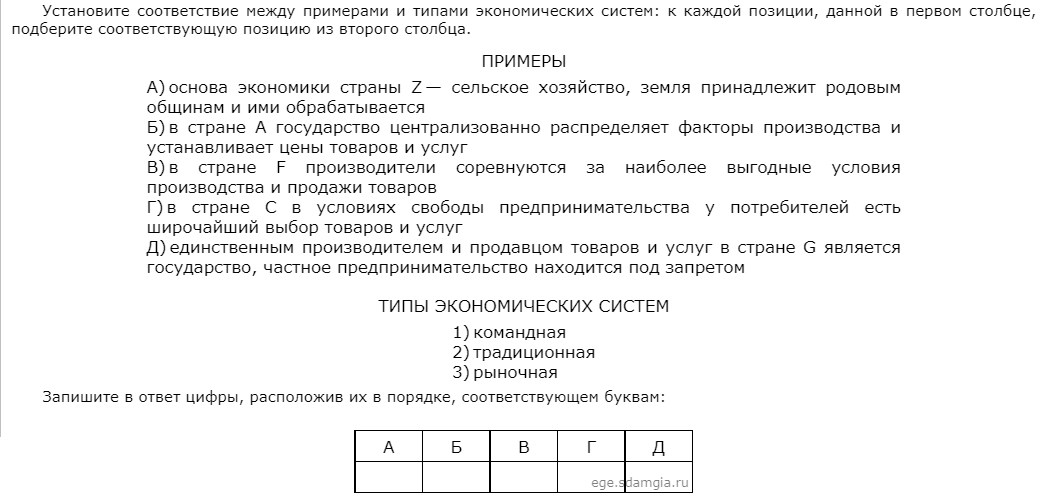 Установите соответствие между примерами и типами экономических систем: к каждой позиции, данной в первом столбце,
подберите соответствующую позицию из второго столбца.
ПРИМЕРЫ
А) основа экономики страны Z — сельское хозяйство, земля принадлежит родовым
общинам и ими обрабатывается
Б) в стране А государство централизованно распределяет факторы производства и
устанавливает цены товаров и услуг
В) в стране F производители соревнуются за наиболее выгодные условия
производства и продажи товаров
Г) в стране С в условиях свободы предпринимательства у потребителей есть
широчайший выбор товаров и услуг
Д) единственным производителем и продавцом товаров и услуг в стране G является
государство, частное предпринимательство находится под запретом
ТИПЫ ЭКОНОМИЧЕСКИХ СИСТЕМ
1) командная
2) традиционная
3) рыночная
Запишите в ответ цифры, расположив их в порядке, соответствующем буквам:
А Б В Г Д
ege.sdamgia.ru